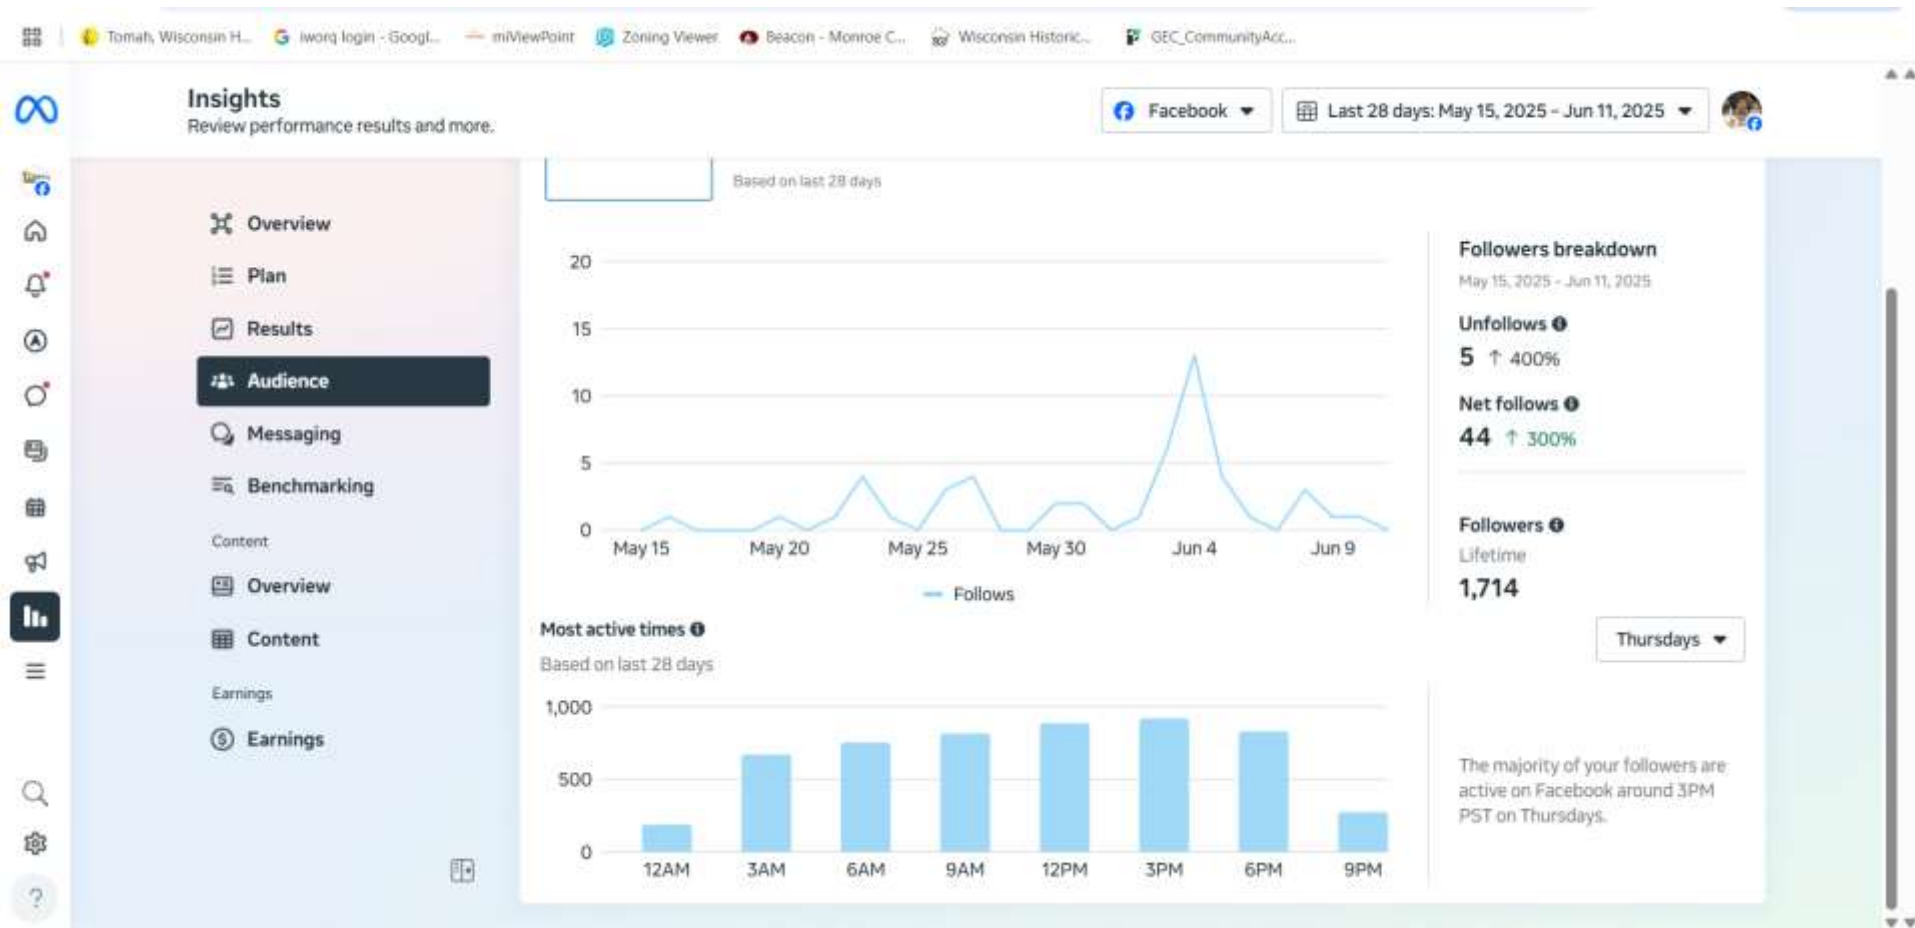 Tomah, Wisconsin H...
iworq login - Googl...
miViewPoint
Zoning Viewer
Beacon - Monroe C...
Wisconsin Historic...
GEC_CommunityAcc...
Insights
Review performance results and more.
Facebook
Last 28 days: May 15, 2025 – Jun 11, 2025
Overview
Plan
Results
Audience
Messaging
Benchmarking
Content
Overview
Content
Earnings
Earnings
Based on last 28 days
20
15
10
5
0
May 15
May 20
May 25
May 30
Jun 4
Jun 9
Follows
Followers breakdown
May 15, 2025 – Jun 11, 2025
Unfollows
5 ↑ 400%
Net follows
44 ↑ 300%
Followers
Lifetime
1,714
Most active times
Based on last 28 days
Thursdays
1,000
500
0
12AM
3AM
6AM
9AM
12PM
3PM
6PM
9PM
The majority of your followers are
active on Facebook around 3PM
PST on Thursdays.
?